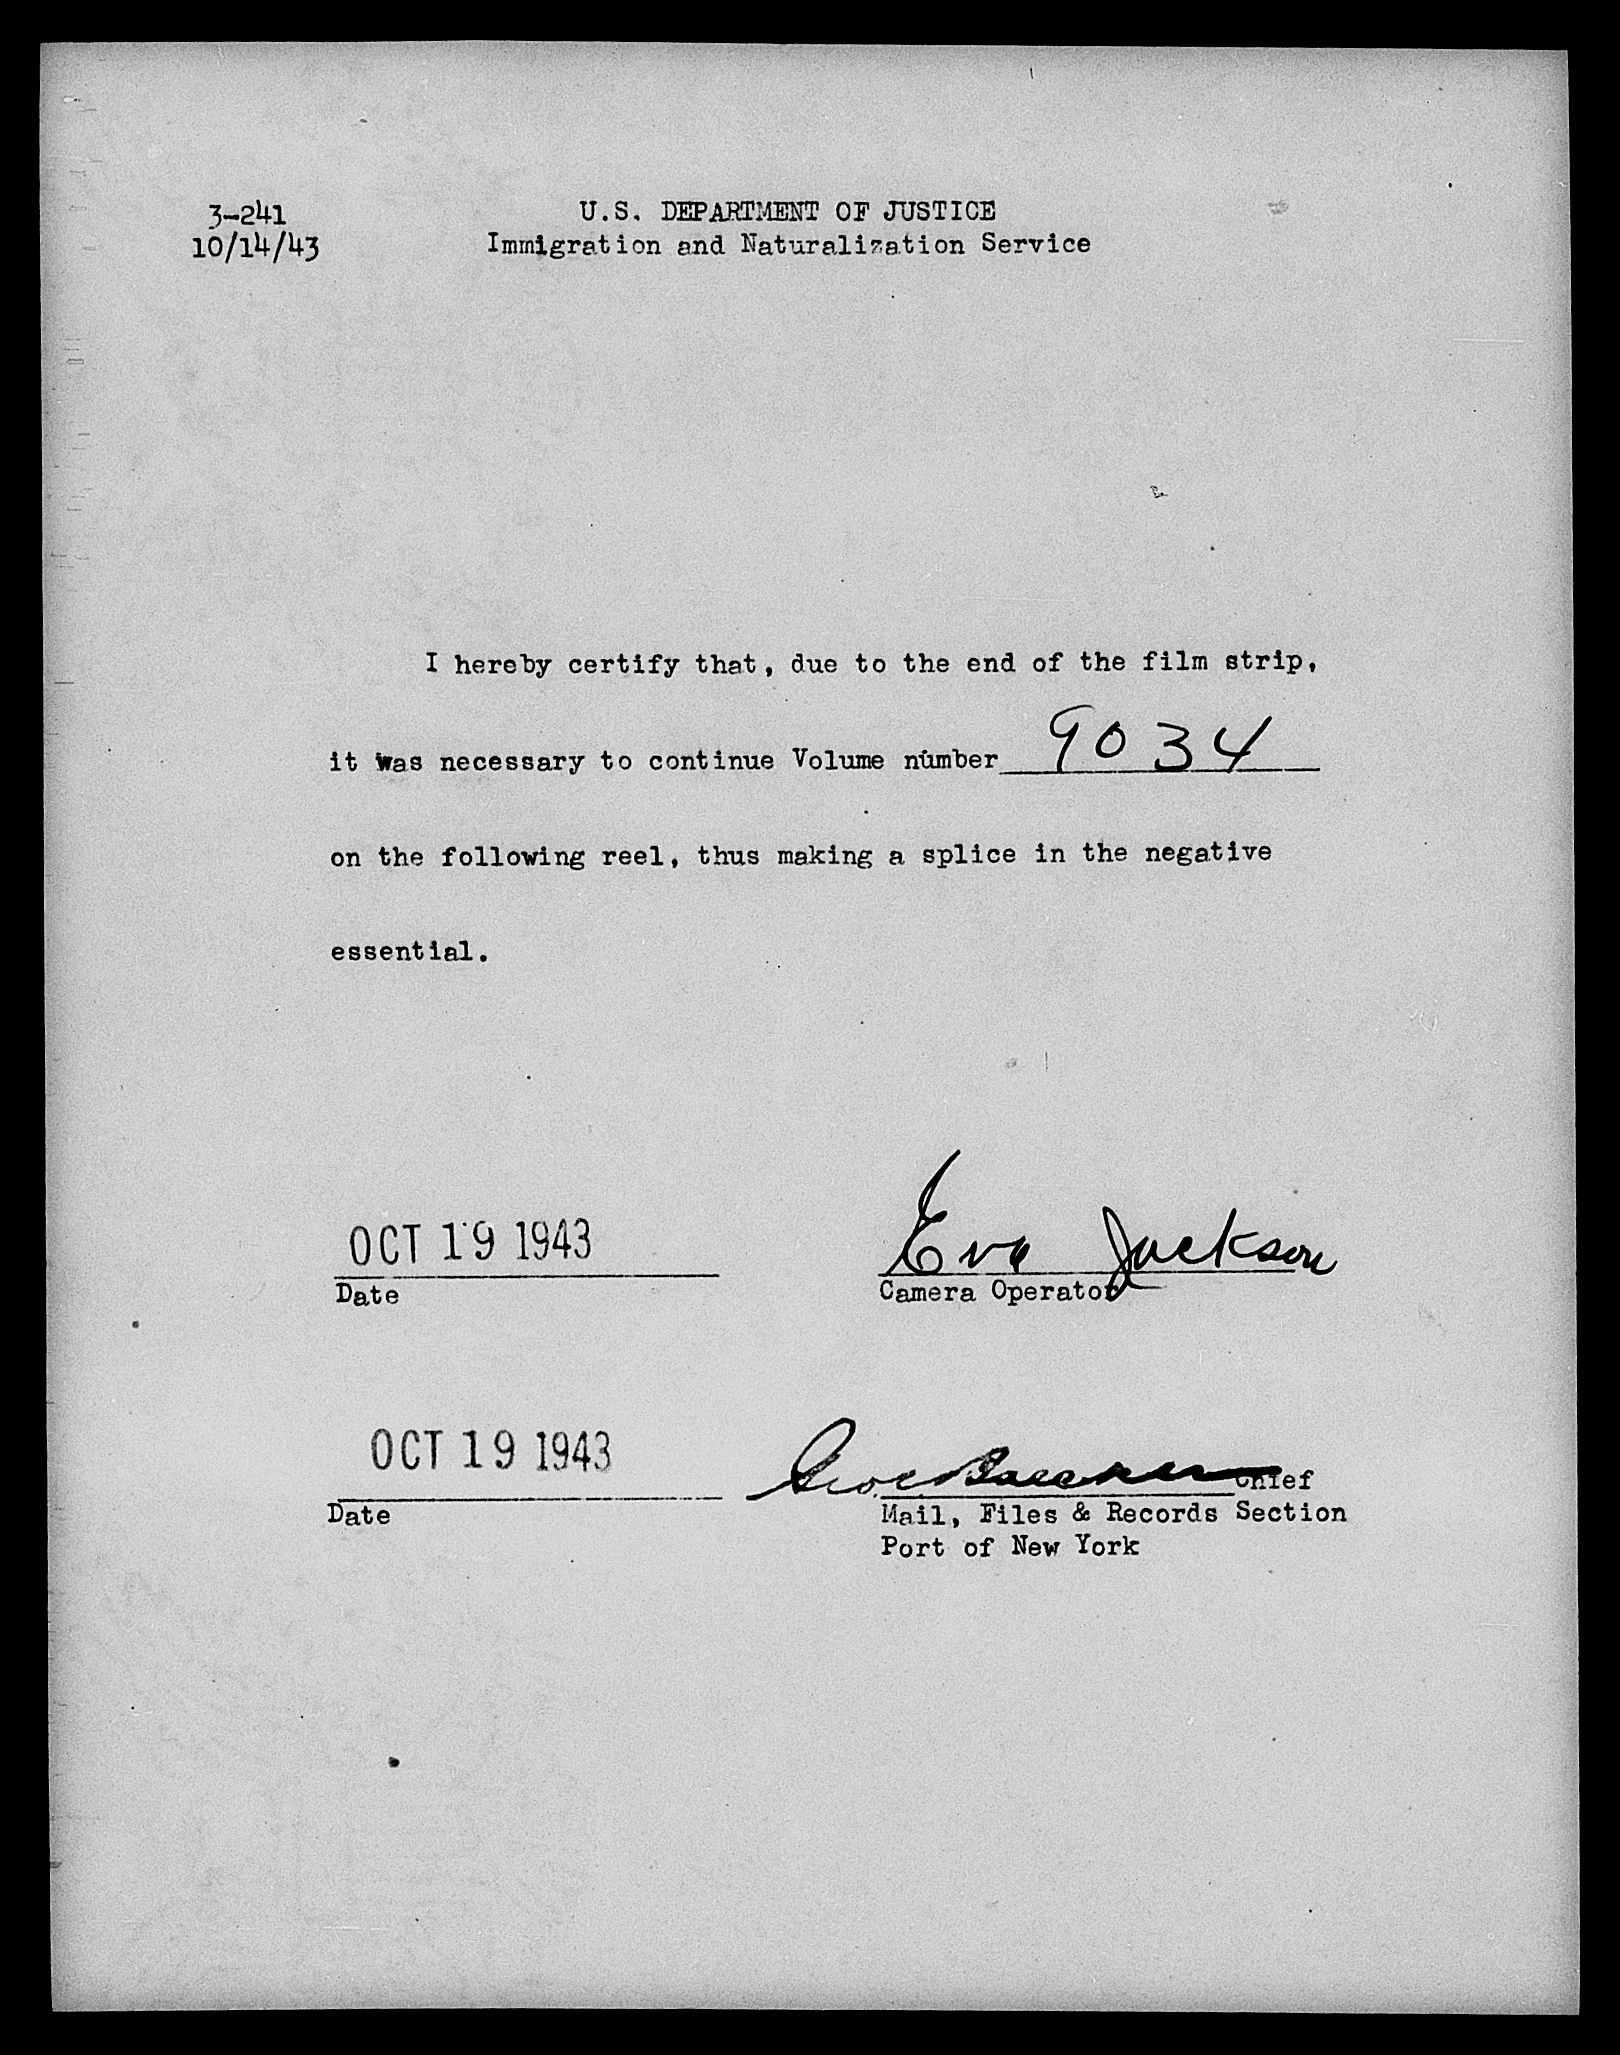 3-241
10/14/43
U.S. DEPARTMENT OF JUSTICE
Immigration and Naturalization Service
I hereby certify that, due to the end of the film strip,
it was necessary to continue Volume number 9034
on the following reel, thus making a splice in the negative
essential.
OCT 19 1943
Date
Eva Jackson
Camera Operator
OCT 19 1943
Date
Chief
Mail, Files & Records Section
Port of New York